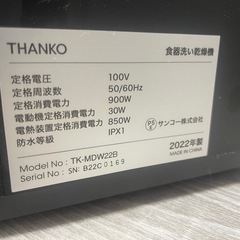 THANKO 食器洗い乾燥機
定格電圧 100V
定格周波数 50/60Hz
定格消費電力 900W
電動機定格消費電力 30W
電熱装置定格消費電力 850W
防水等級 IPX1
PS E サンコー株式会社
Model No : TK-MDW22B 2022年製
Serial No : SN: B22C0169 MADE IN CHINA